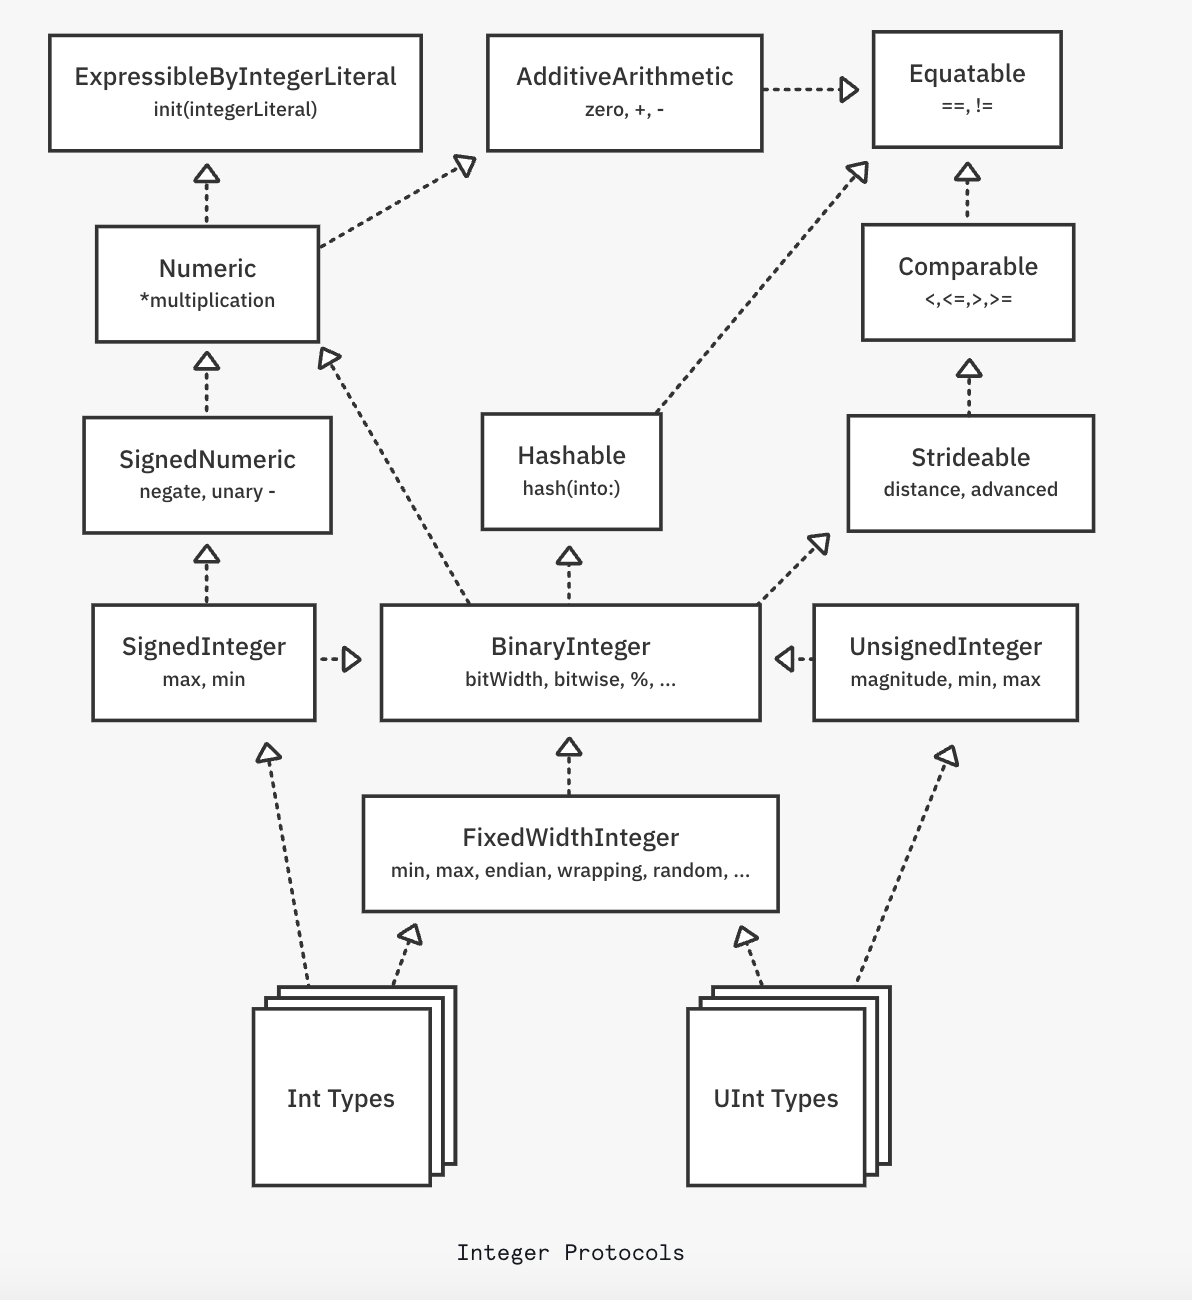 ExpressibleByIntegerLiteral
init(integerLiteral)
AdditiveArithmetic
zero, +, -
Equatable
==, !=
Numeric
*multiplication
Comparable
<,<=,>,>=
SignedNumeric
negate, unary -
Hashable
hash(into:)
Strideable
distance, advanced
SignedInteger
max, min
BinaryInteger
bitWidth, bitwise, %, ...
UnsignedInteger
magnitude, min, max
FixedWidthInteger
min, max, endian, wrapping, random, ...
Int Types
UInt Types
Integer Protocols